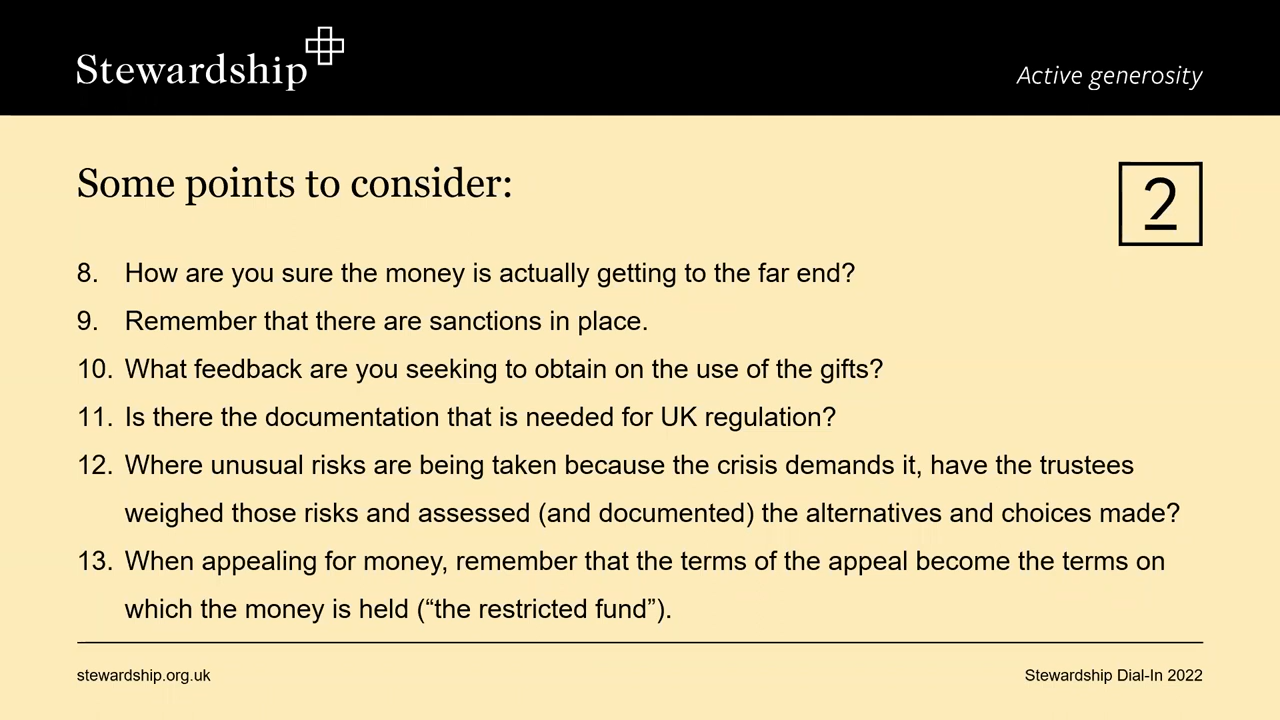 Stewardship
Active generosity
Some points to consider:
2
8. How are you sure the money is actually getting to the far end?
9. Remember that there are sanctions in place.
10. What feedback are you seeking to obtain on the use of the gifts?
11. Is there the documentation that is needed for UK regulation?
12. Where unusual risks are being taken because the crisis demands it, have the trustees
weighed those risks and assessed (and documented) the alternatives and choices made?
13. When appealing for money, remember that the terms of the appeal become the terms on
which the money is held (“the restricted fund”).
stewardship.org.uk
Stewardship Dial-In 2022